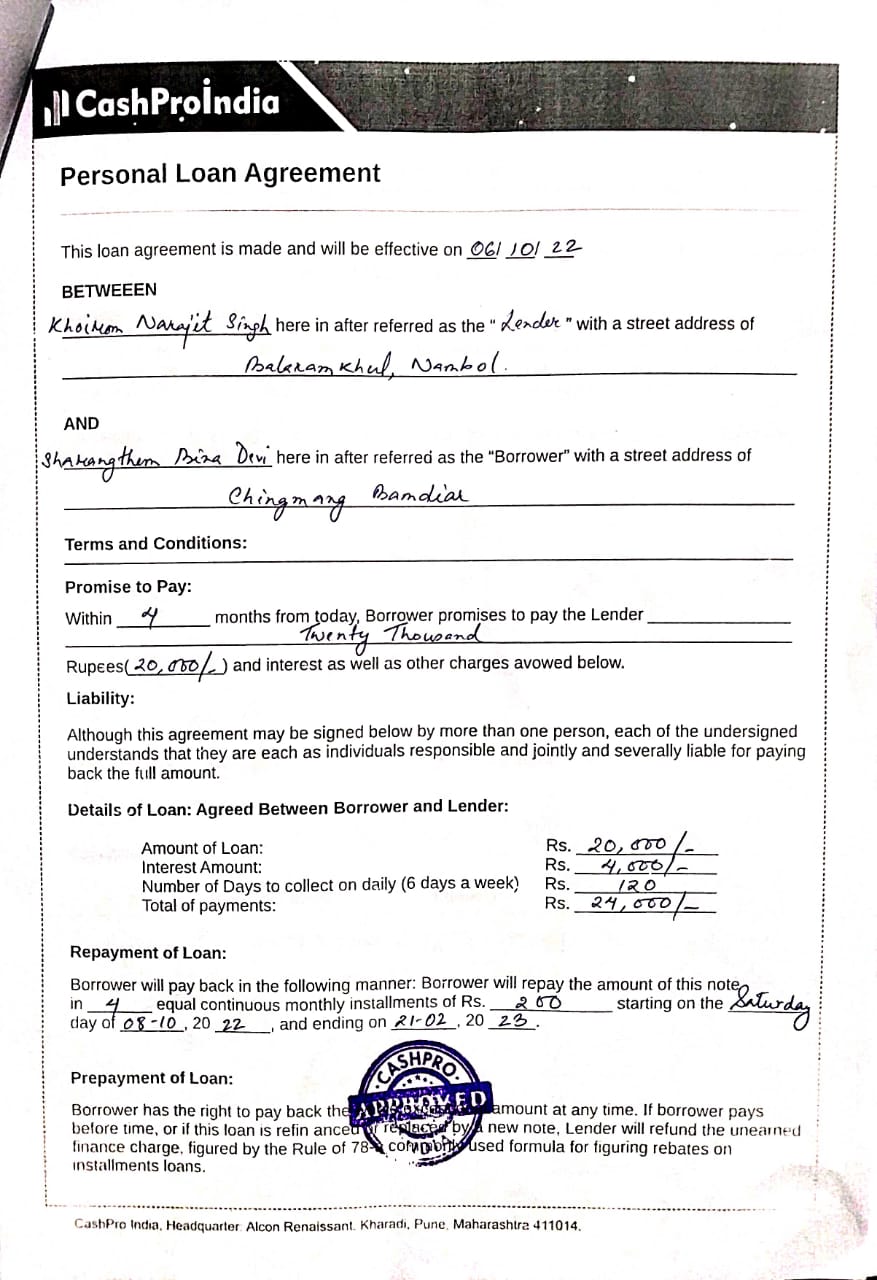 CashProIndia
Personal Loan Agreement
This loan agreement is made and will be effective on 06/10/22
BETWEEEN
Khoirom Narajit Singh here in after referred as the "Lender" with a street address of
Balaramkhul, Nambol.
AND
Sharangthem Bina Devi here in after referred as the "Borrower" with a street address of
Chingmang Bamdiar
Terms and Conditions:
Promise to Pay:
Within 4 months from today, Borrower promises to pay the Lender
Twenty Thousand
Rupees(20,000/-) and interest as well as other charges avowed below.
Liability:
Although this agreement may be signed below by more than one person, each of the undersigned
understands that they are each as individuals responsible and jointly and severally liable for paying
back the full amount.
Details of Loan: Agreed Between Borrower and Lender:
Amount of Loan: Rs. 20,000/-
Interest Amount: Rs. 4,000/-
Number of Days to collect on daily (6 days a week) Rs. 120
Total of payments: Rs. 24,000/-
Repayment of Loan:
Borrower will pay back in the following manner: Borrower will repay the amount of this note
in 4 equal continuous monthly installments of Rs. 200 starting on the Saturday
day of 08-10, 20 22, and ending on 21-02, 20 23.
CASHPRO
APPROVED
Prepayment of Loan:
Borrower has the right to pay back the amount at any time. If borrower pays
before time, or if this loan is refin anced or replaced by a new note, Lender will refund the unearned
finance charge, figured by the Rule of 78-a commonly used formula for figuring rebates on
installments loans.
CashPro India, Headquarter: Alcon Renaissant. Kharadi, Pune, Maharashtra 411014.